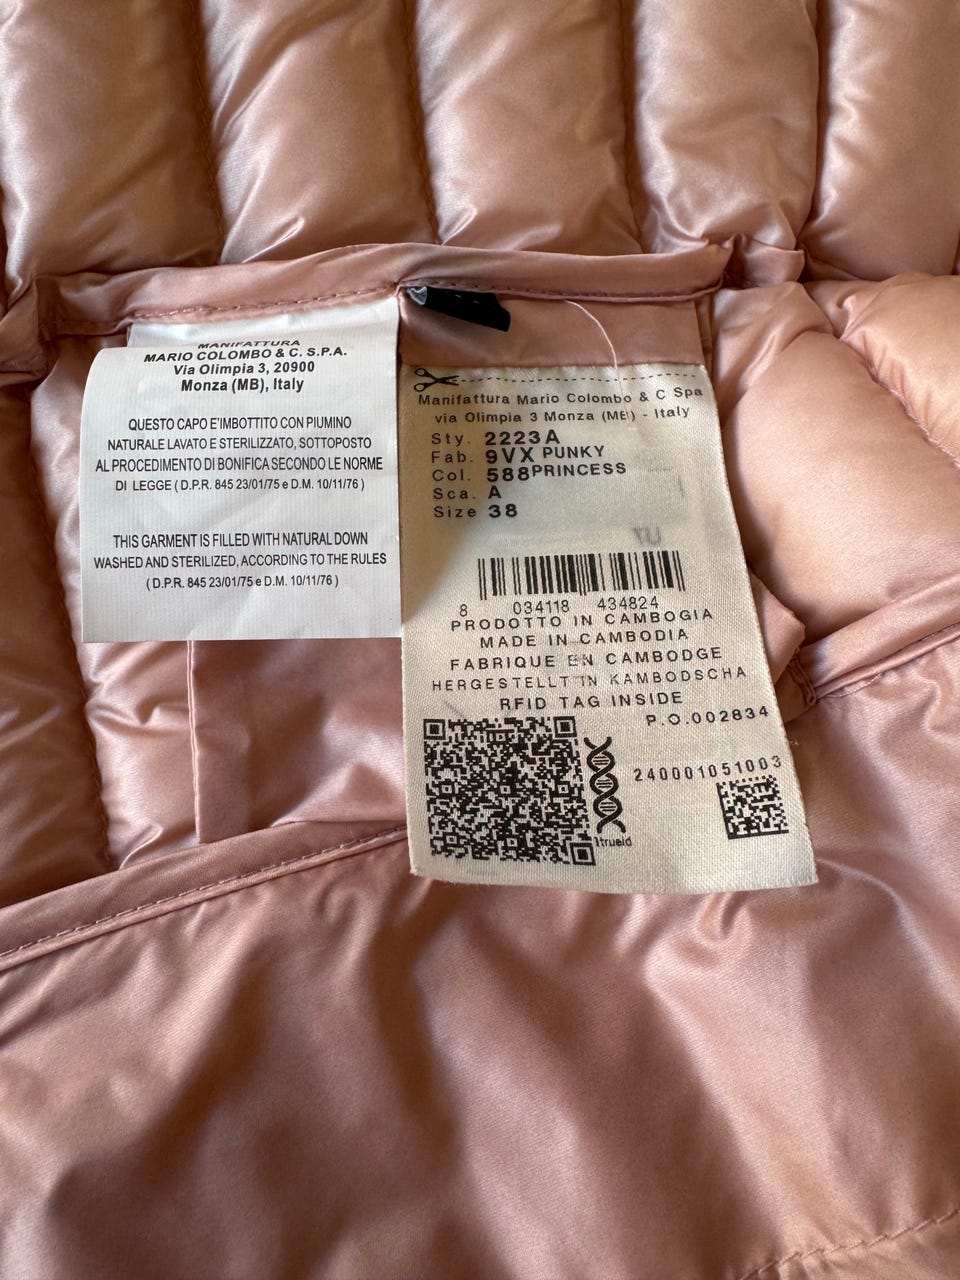 MANIFATTURA
MARIO COLOMBO & C. S.P.A.
Via Olimpia 3, 20900
Monza (MB), Italy
QUESTO CAPO E'IMBOTTITO CON PIUMINO
NATURALE LAVATO E STERILIZZATO, SOTTOPOSTO
AL PROCEDIMENTO DI BONIFICA SECONDO LE NORME
DI LEGGE ( D.P.R. 845 23/01/75 e D.M. 10/11/76 )
THIS GARMENT IS FILLED WITH NATURAL DOWN
WASHED AND STERILIZED, ACCORDING TO THE RULES
( D.P.R. 845 23/01/75 e D.M. 10/11/76 )
Manifattura Mario Colombo & C Spa
via Olimpia 3 Monza (MB) - Italy
Sty. 2223A
Fab. 9VX PUNKY
Col. 588PRINCESS
Sca. A
Size 38
8 034118 434824
PRODOTTO IN CAMBOGIA
MADE IN CAMBODIA
FABRIQUE EN CAMBODGE
HERGESTELLT IN KAMBODSCHA
RFID TAG INSIDE
P.O.002834
240001051003
1trueid